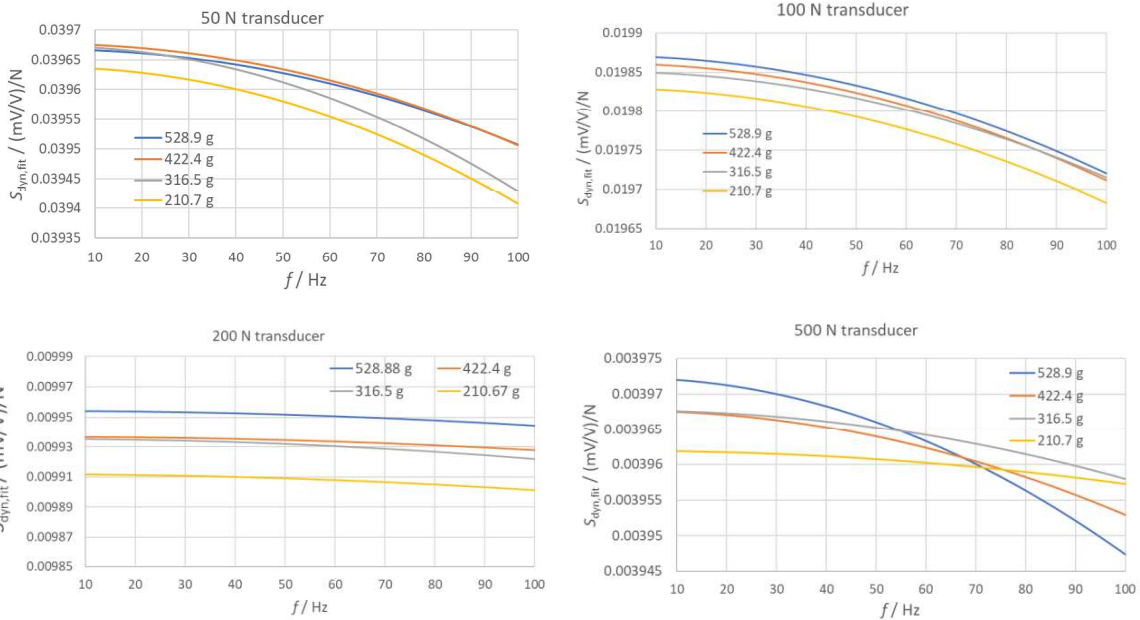 50 N transducer
S_dyn,fit / (mV/V)/N
0.0397
0.03965
0.0396
0.03955
0.0395
0.03945
0.0394
0.03935
528.9 g
422.4 g
316.5 g
210.7 g
10 20 30 40 50 60 70 80 90 100
f / Hz
100 N transducer
S_dyn,fit / (mV/V)/N
0.0199
0.01985
0.0198
0.01975
0.0197
0.01965
528.9 g
422.4 g
316.5 g
210.7 g
10 20 30 40 50 60 70 80 90 100
f / Hz
200 N transducer
S_dyn,fit / (mV/V)/N
0.00999
0.00997
0.00995
0.00993
0.00991
0.00989
0.00987
0.00985
528.88 g 422.4 g
316.5 g 210.67 g
10 20 30 40 50 60 70 80 90 100
f / Hz
500 N transducer
S_dyn,fit / (mV/V)/N
0.003975
0.00397
0.003965
0.00396
0.003955
0.00395
0.003945
528.9 g
422.4 g
316.5 g
210.7 g
10 20 30 40 50 60 70 80 90 100
f / Hz